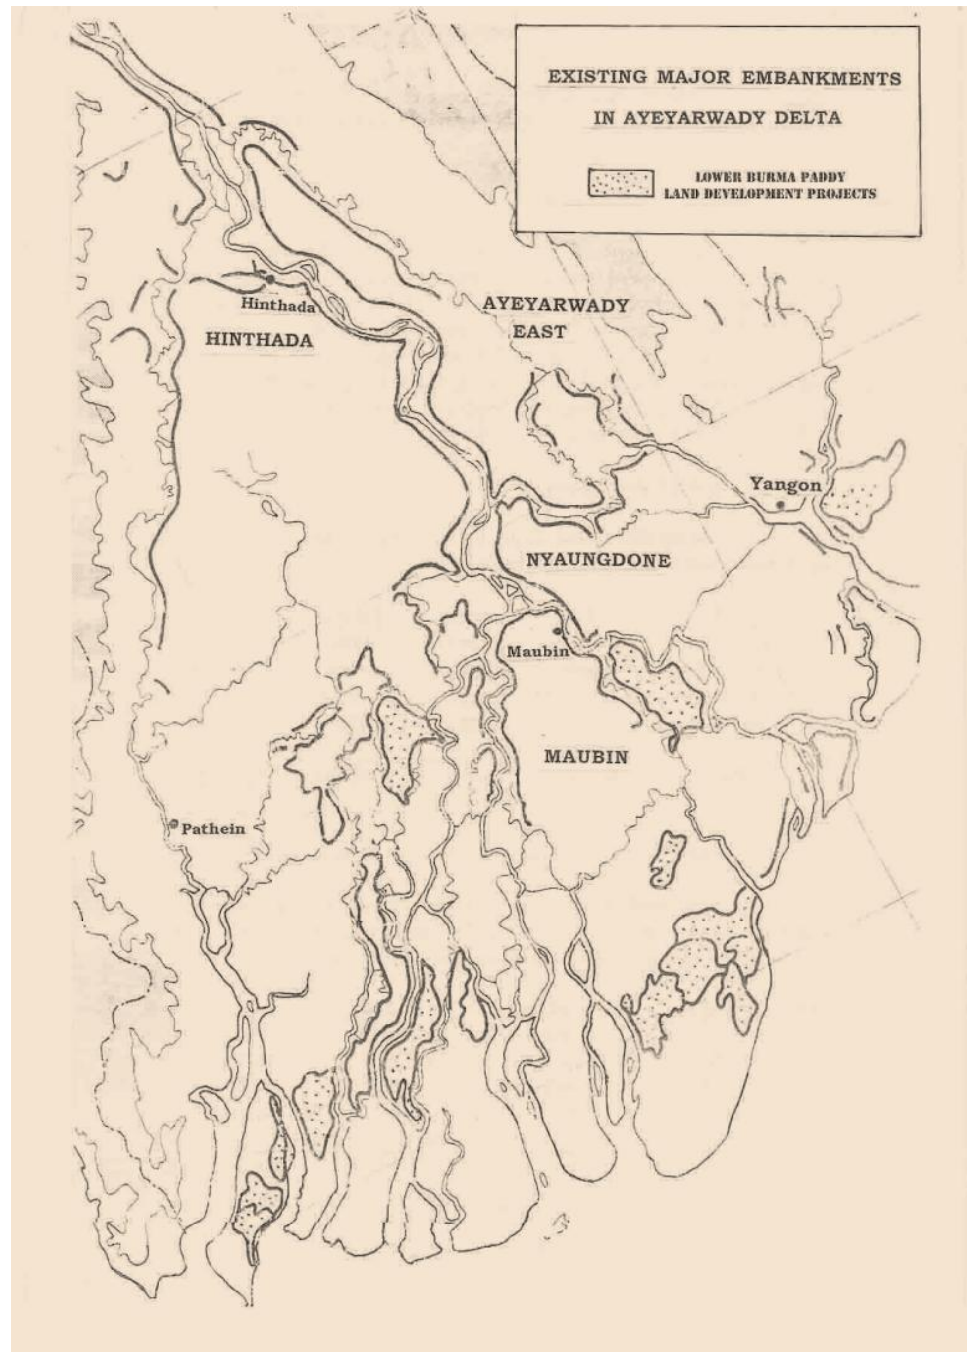 EXISTING MAJOR EMBANKMENTS
IN AYEYARWADY DELTA
LOWER BURMA PADDY
LAND DEVELOPMENT PROJECTS
Hinthada
HINTHADA
AYEYARWADY
EAST
Yangon
NYAUNGDONE
Maubin
MAUBIN
Pathein